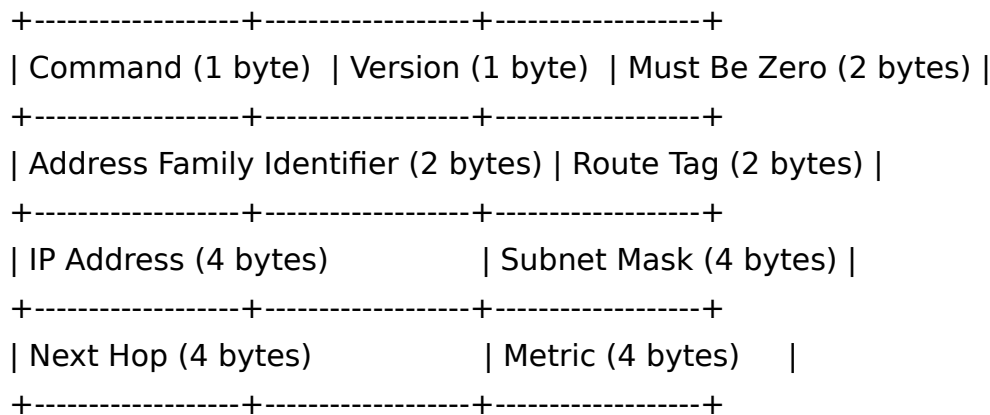 +-------------------+-------------------+-------------------+
| Command (1 byte)  | Version (1 byte)  | Must Be Zero (2 bytes) |
+-------------------+-------------------+-------------------+
| Address Family Identifier (2 bytes) | Route Tag (2 bytes) |
+-------------------+-------------------+-------------------+
| IP Address (4 bytes)                | Subnet Mask (4 bytes) |
+-------------------+-------------------+-------------------+
| Next Hop (4 bytes)                  | Metric (4 bytes)      |
+-------------------+-------------------+-------------------+